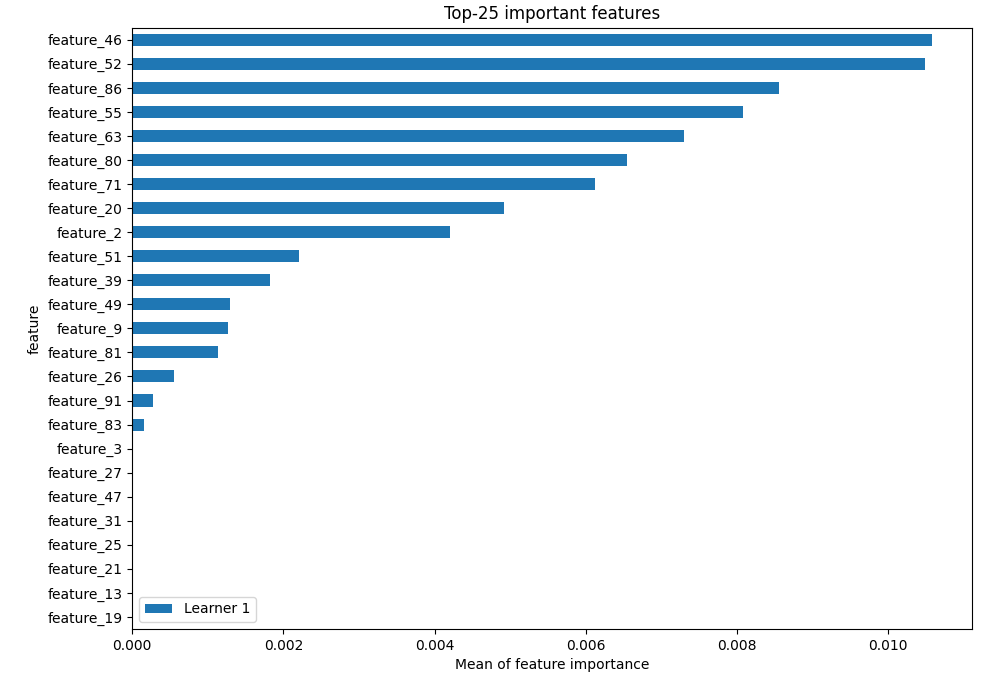 Top-25 important features
feature_46
feature_52
feature_86
feature_55
feature_63
feature_80
feature_71
feature_20
feature_2
feature_51
feature_39
feature_49
feature_9
feature_81
feature_26
feature_91
feature_83
feature_3
feature_27
feature_47
feature_31
feature_25
feature_21
feature_13
feature_19
feature
Learner 1
0.000 0.002 0.004 0.006 0.008 0.010
Mean of feature importance